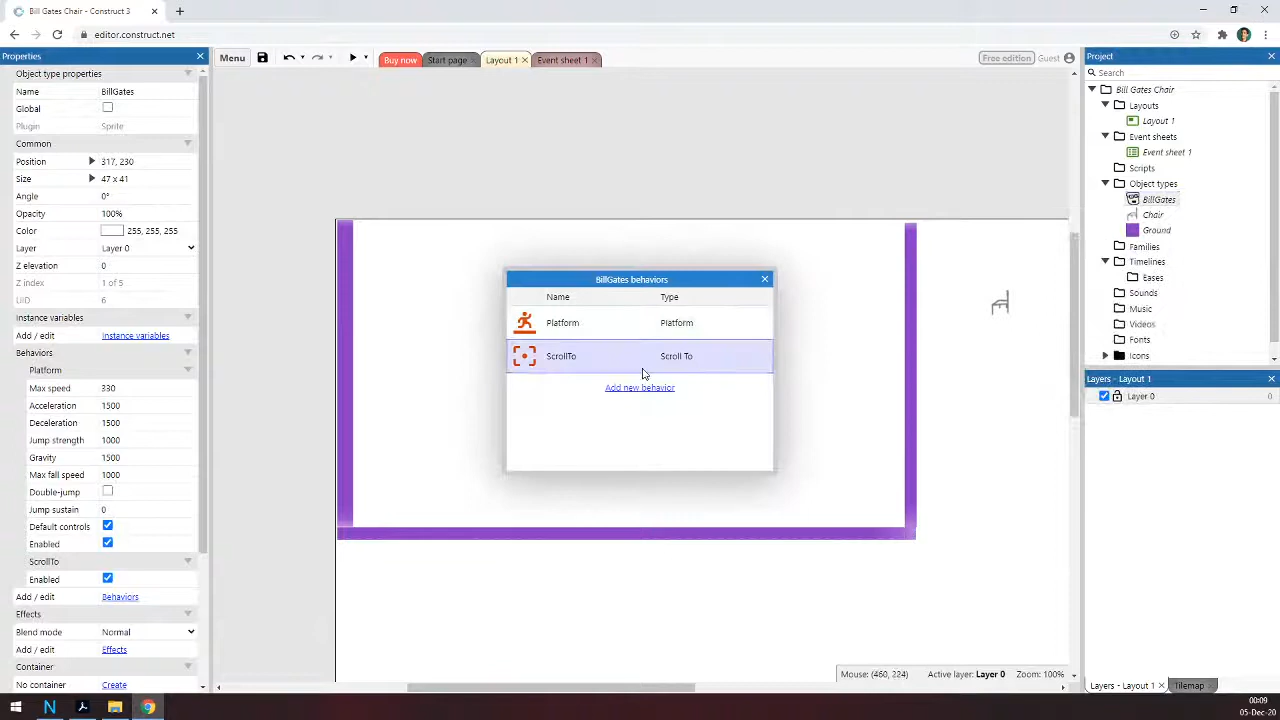 Bill Gates Chair - Construct 3
editor.construct.net
Properties
Object type properties
Name BillGates
Global
Plugin Sprite
Common
Position 317, 230
Size 47 x 41
Angle 0°
Opacity 100%
Color 255, 255, 255
Layer Layer 0
Z elevation 0
Z index 1 of 5
UID 6
Instance variables
Add / edit Instance variables
Behaviors
Platform
Max speed 330
Acceleration 1500
Deceleration 1500
Jump strength 1000
Gravity 1500
Max fall speed 1000
Double-jump
Jump sustain 0
Default controls
Enabled
ScrollTo
Enabled
Add / edit Behaviors
Effects
Blend mode Normal
Add / edit Effects
Container
No container Create
Menu
Buy now
Start page
Layout 1
Event sheet 1
Free edition
Guest
BillGates behaviors
Name Type
Platform Platform
ScrollTo Scroll To
Add new behavior
Mouse: (460, 224) Active layer: Layer 0 Zoom: 100%
Project
Search
Bill Gates Chair
Layouts
Layout 1
Event sheets
Event sheet 1
Scripts
Object types
BillGates
Chair
Ground
Families
Timelines
Eases
Sounds
Music
Videos
Fonts
Icons
Layers - Layout 1
Layer 0 0
Layers - Layout 1
Tilemap
00:09
05-Dec-20